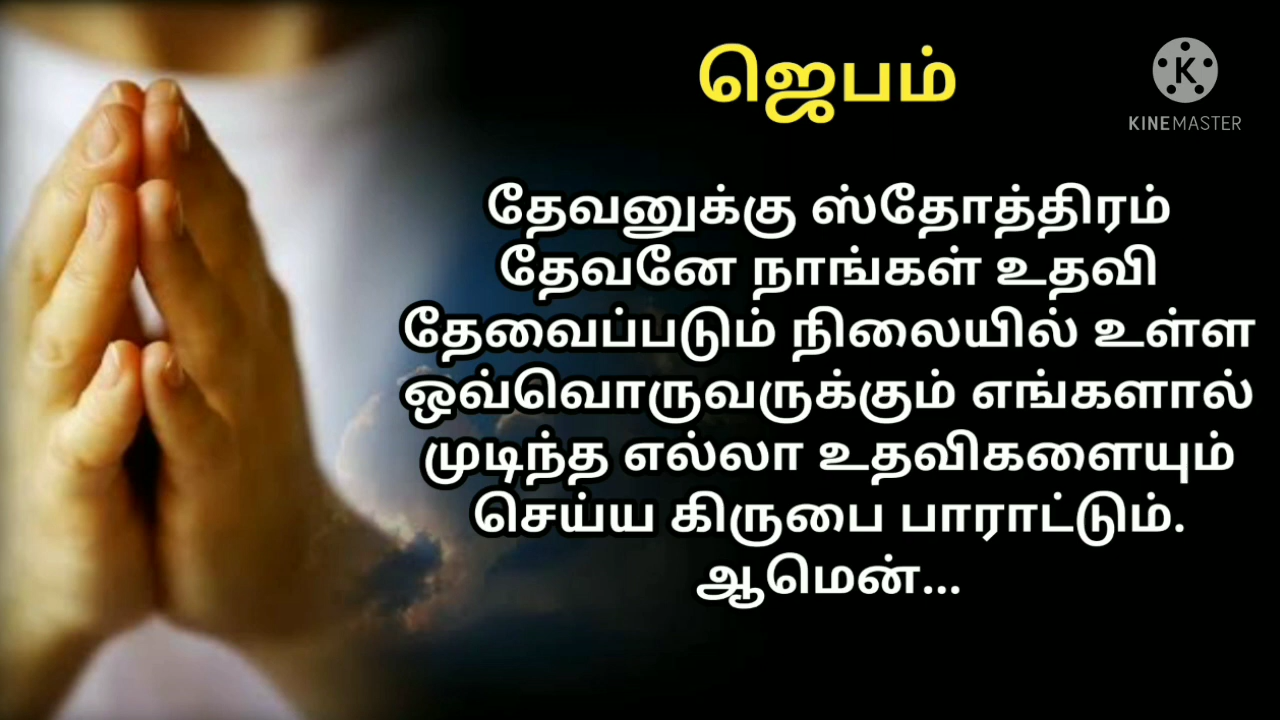 ஜெபம்
KINEMASTER
தேவனுக்கு ஸ்தோத்திரம்
தேவனே நாங்கள் உதவி
தேவைப்படும் நிலையில் உள்ள
ஒவ்வொருவருக்கும் எங்களால்
முடிந்த எல்லா உதவிகளையும்
செய்ய கிருபை பாராட்டும்.
ஆமென்...